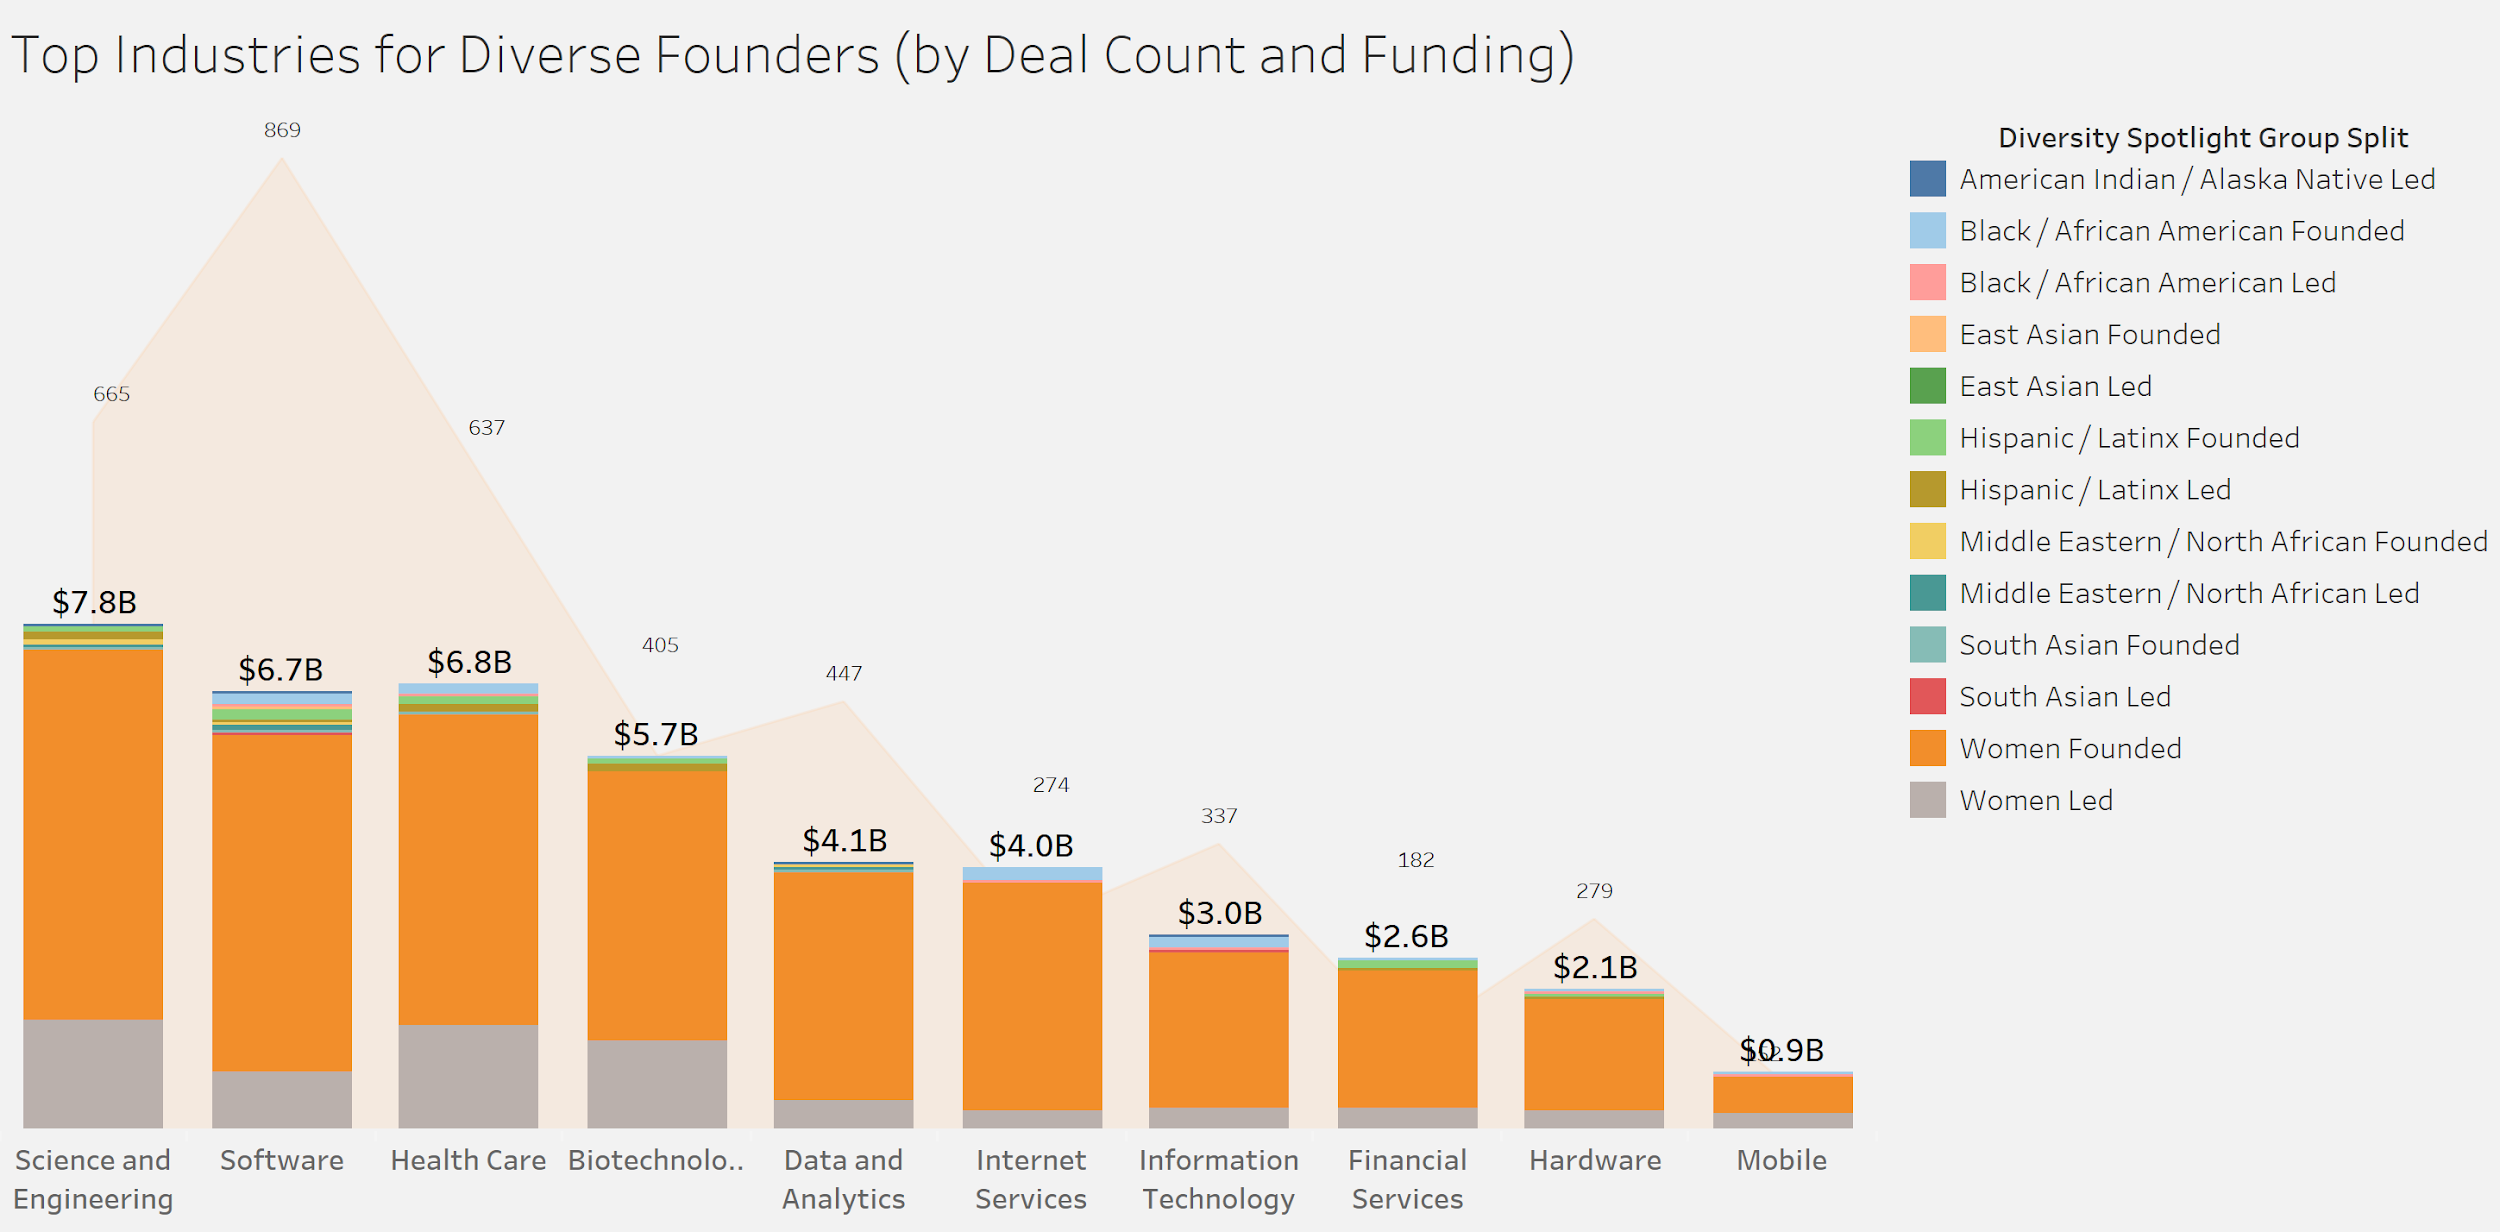 Top Industries for Diverse Founders (by Deal Count and Funding)
869
665
637
405
447
274
337
182
279
$7.8B
$6.7B
$6.8B
$5.7B
$4.1B
$4.0B
$3.0B
$2.6B
$2.1B
$0.9B
Science and
Engineering
Software
Health Care
Biotechnolo..
Data and
Analytics
Internet
Services
Information
Technology
Financial
Services
Hardware
Mobile
Diversity Spotlight Group Split
American Indian / Alaska Native Led
Black / African American Founded
Black / African American Led
East Asian Founded
East Asian Led
Hispanic / Latinx Founded
Hispanic / Latinx Led
Middle Eastern / North African Founded
Middle Eastern / North African Led
South Asian Founded
South Asian Led
Women Founded
Women Led